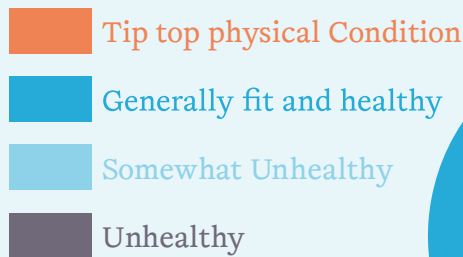 Tip top physical Condition
Generally fit and healthy
Somewhat Unhealthy
Unhealthy